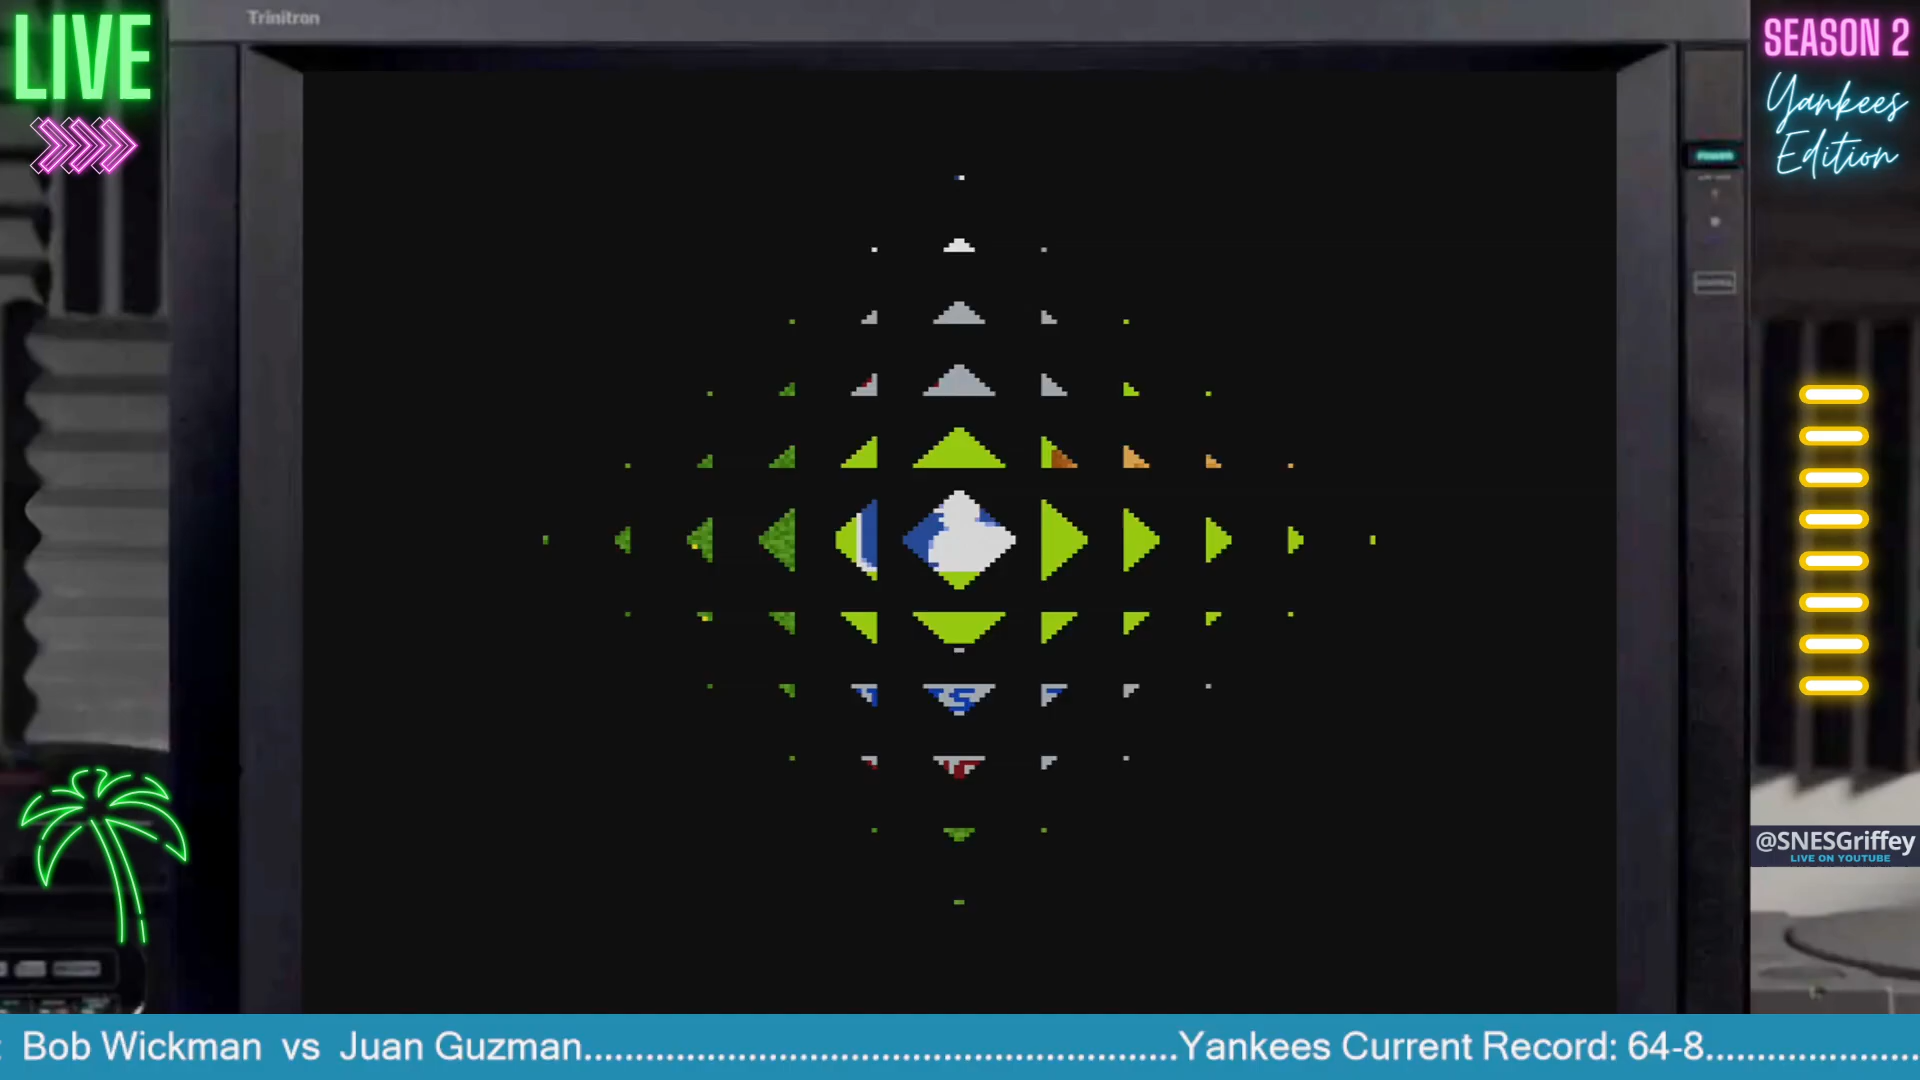 LIVE
Trinitron
SEASON 2
Yankees
Edition
POWER
@SNESGriffey
LIVE ON YOUTUBE
: Bob Wickman vs Juan Guzman..........................................................Yankees Current Record: 64-8.....................